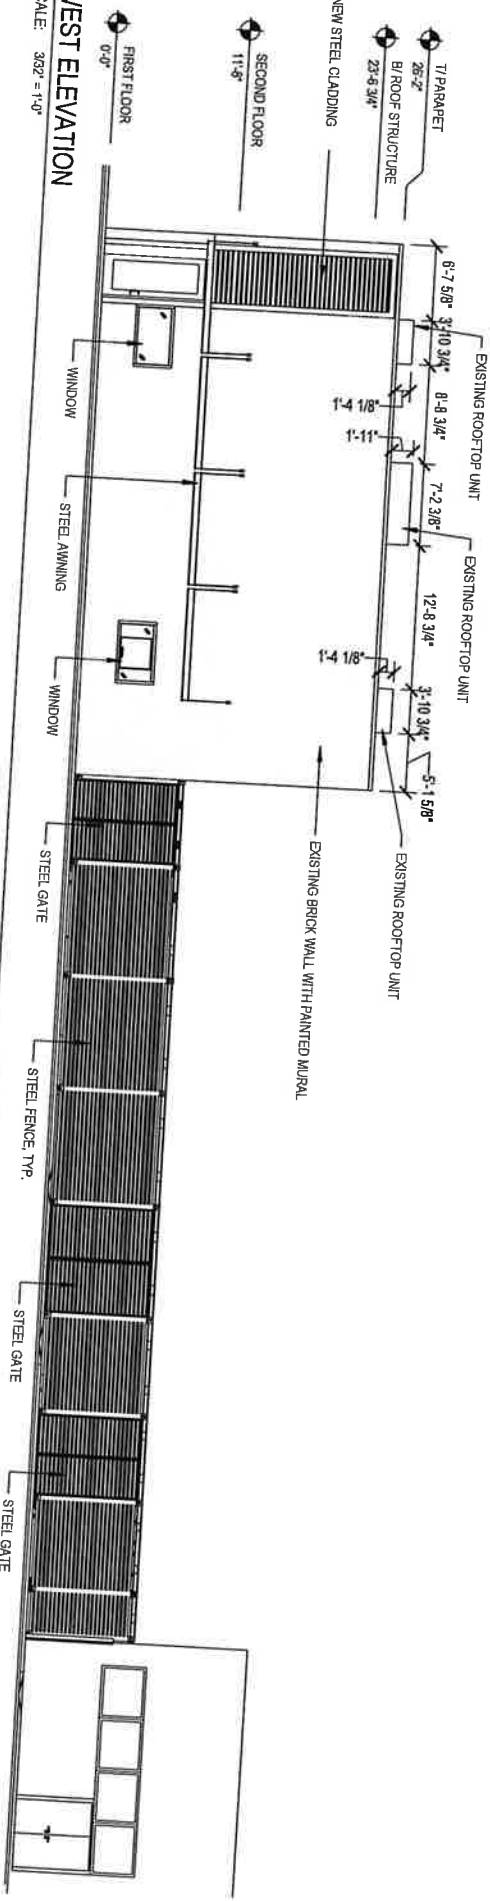 T/ PARAPET
26'-2"
B/ ROOF STRUCTURE
23'-6 3/4"
NEW STEEL CLADDING
SECOND FLOOR
11'-6"
FIRST FLOOR
0'-0"
6'-7 5/8"
3'-10 3/4"
8'-8 3/4"
7'-2 3/8"
12'-8 3/4"
3'-10 3/4"
5'-1 5/8"
1'-4 1/8"
1'-11"
1'-4 1/8"
EXISTING ROOFTOP UNIT
EXISTING ROOFTOP UNIT
EXISTING ROOFTOP UNIT
EXISTING BRICK WALL WITH PAINTED MURAL
WINDOW
STEEL AWNING
WINDOW
STEEL GATE
STEEL FENCE, TYP.
STEEL GATE
STEEL GATE
WEST ELEVATION
SCALE: 3/32" = 1'-0"